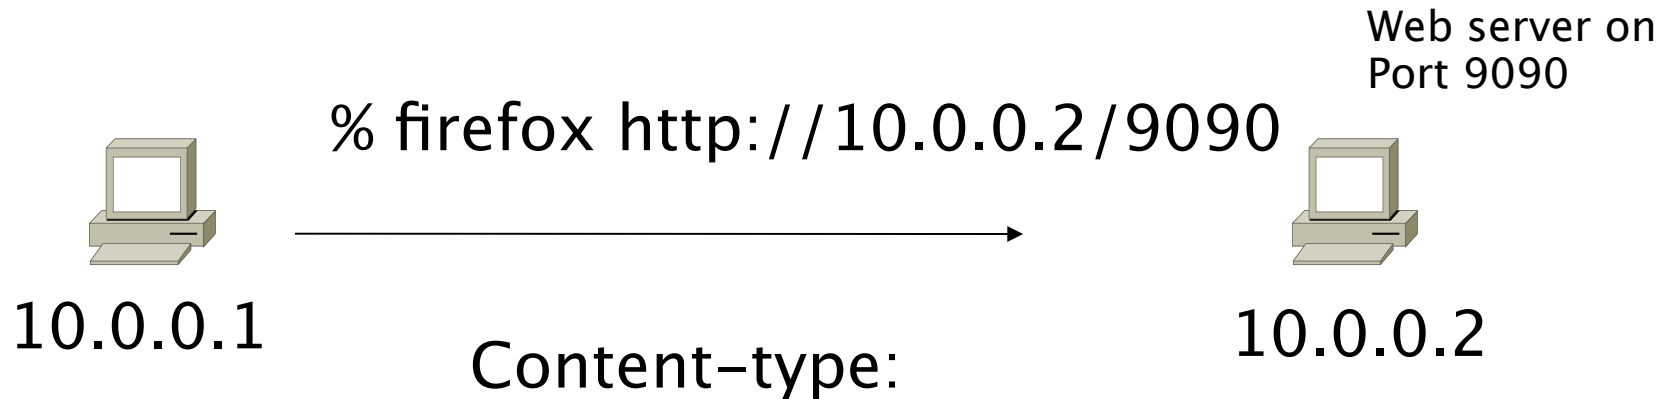 Web server on
Port 9090
% firefox http://10.0.0.2/9090
10.0.0.1
10.0.0.2
Content-type: